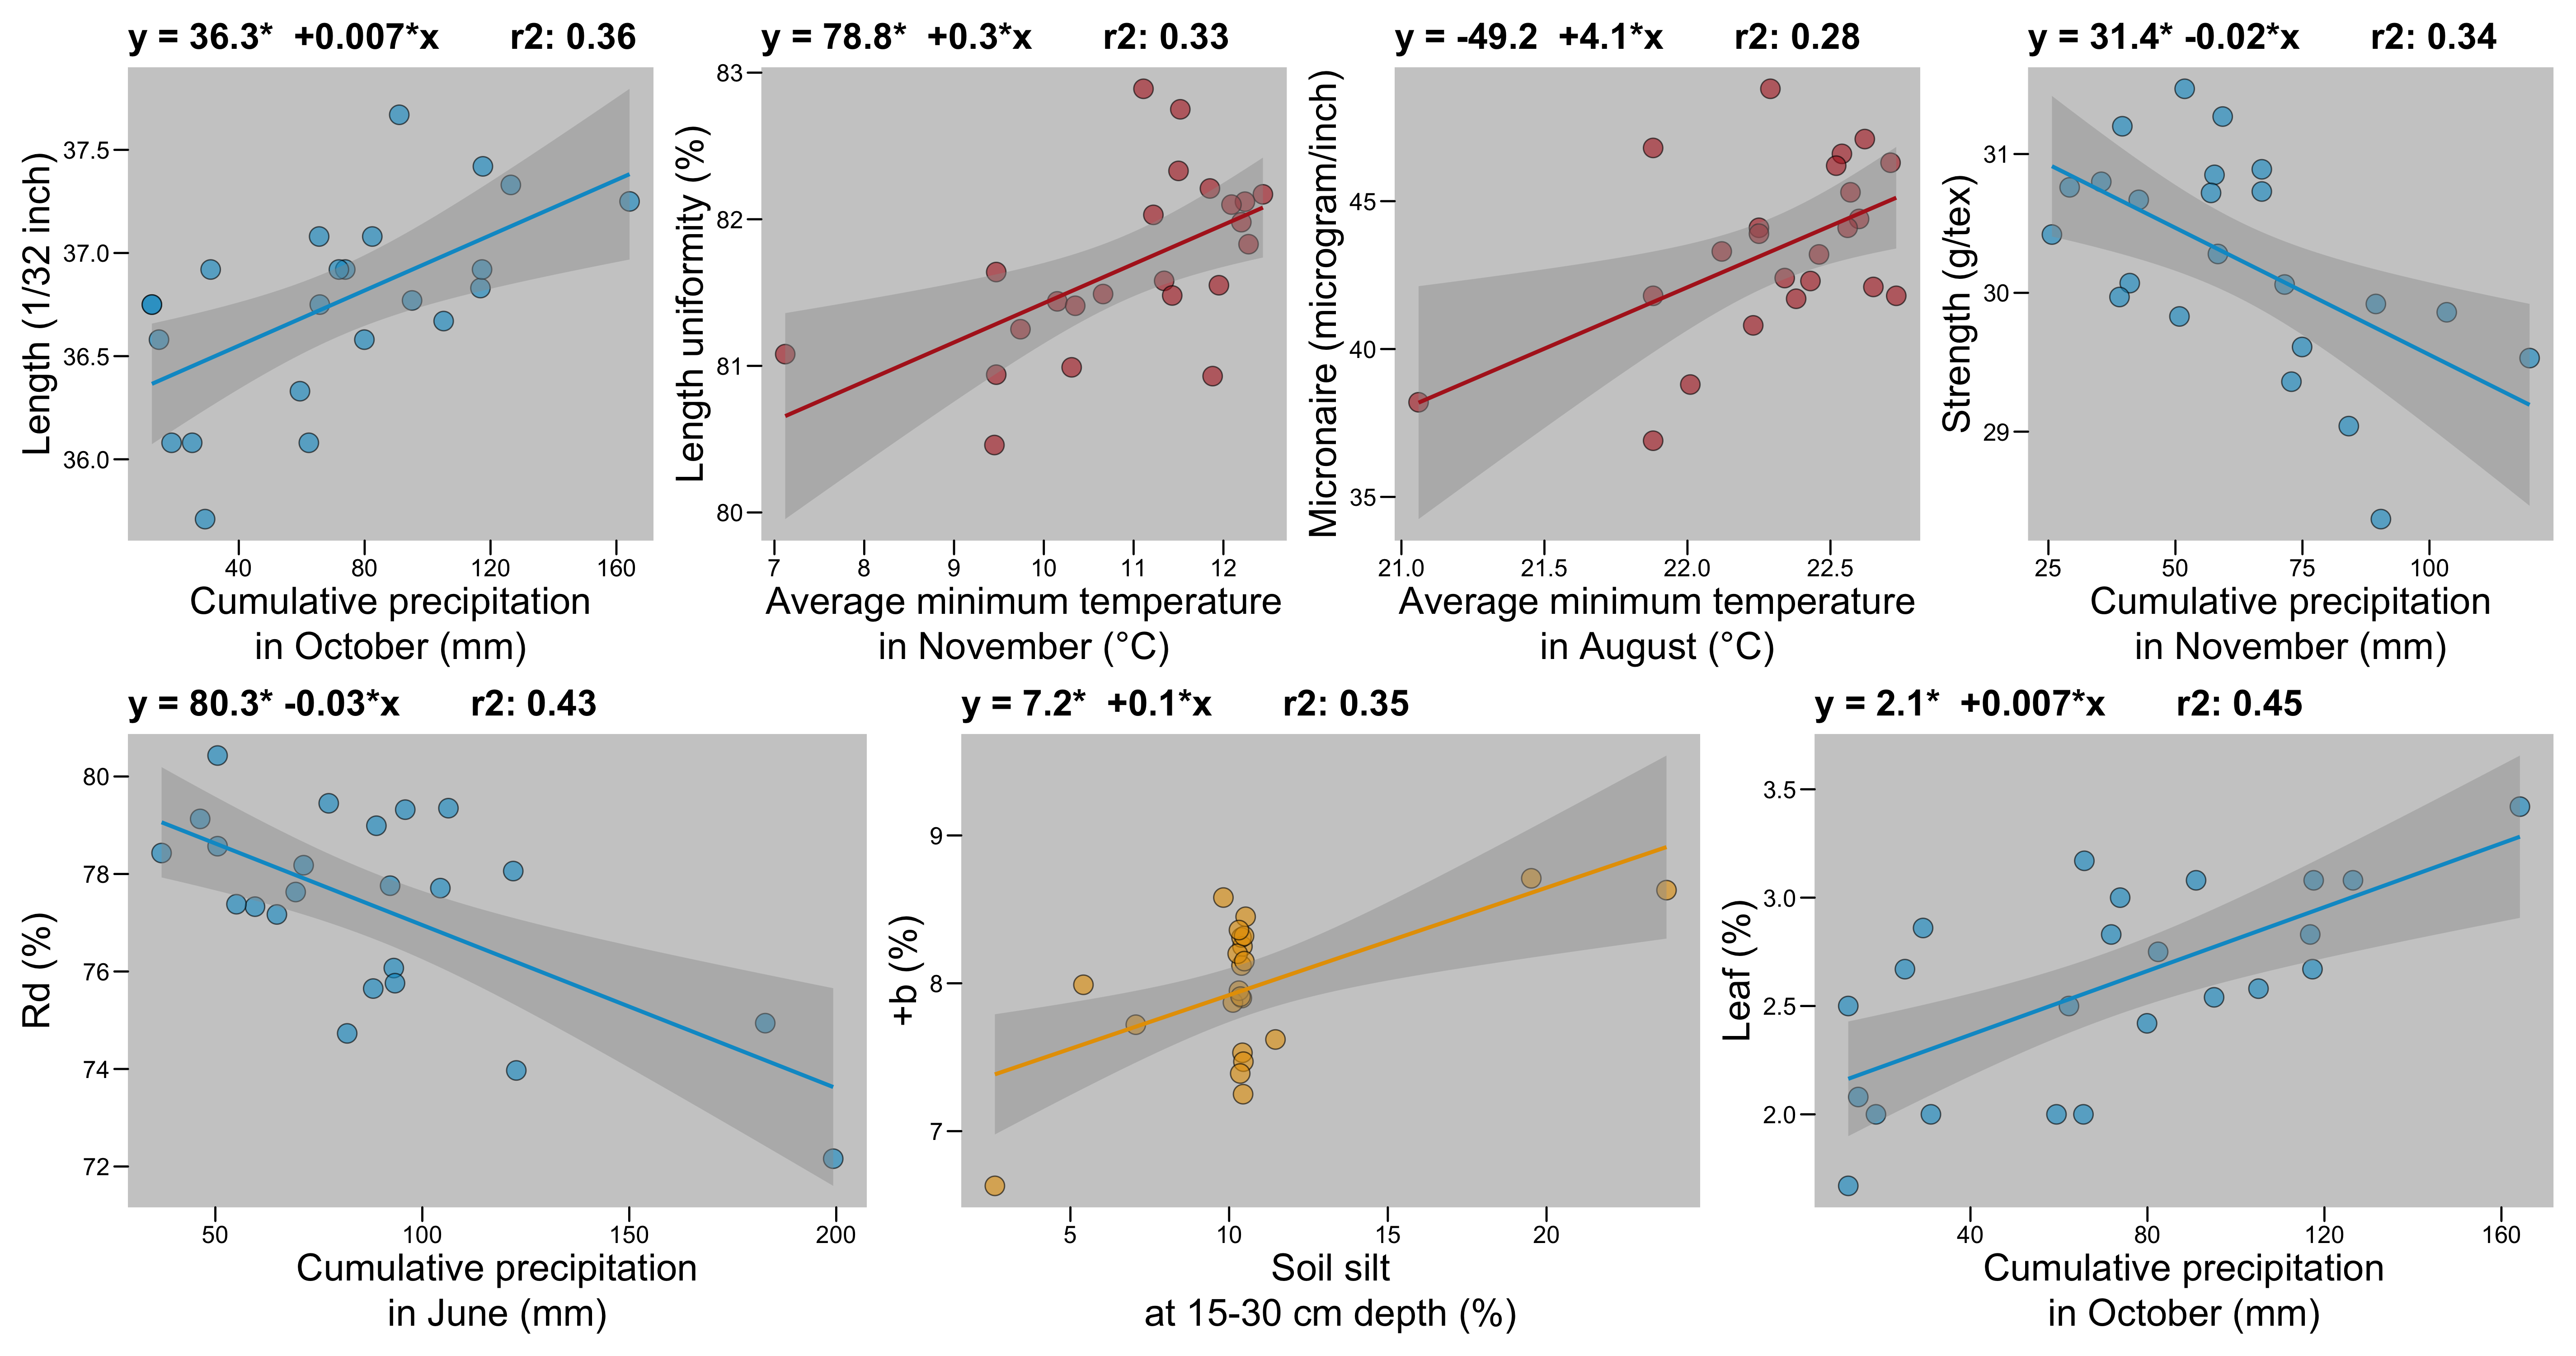 y = 36.3*  +0.007*x  r2: 0.36
Length (1/32 inch)
37.5
37.0
36.5
36.0
40 80 120 160
Cumulative precipitation
in October (mm)
y = 78.8*  +0.3*x  r2: 0.33
Length uniformity (%)
83
82
81
80
7 8 9 10 11 12
Average minimum temperature
in November (°C)
y = -49.2  +4.1*x  r2: 0.28
Micronaire (microgram/inch)
45
40
35
21.0 21.5 22.0 22.5
Average minimum temperature
in August (°C)
y = 31.4* -0.02*x  r2: 0.34
Strength (g/tex)
31
30
29
25 50 75 100
Cumulative precipitation
in November (mm)
y = 80.3* -0.03*x  r2: 0.43
Rd (%)
80
78
76
74
72
50 100 150 200
Cumulative precipitation
in June (mm)
y = 7.2*  +0.1*x  r2: 0.35
+b (%)
9
8
7
5 10 15 20
Soil silt
at 15-30 cm depth (%)
y = 2.1*  +0.007*x  r2: 0.45
Leaf (%)
3.5
3.0
2.5
2.0
40 80 120 160
Cumulative precipitation
in October (mm)